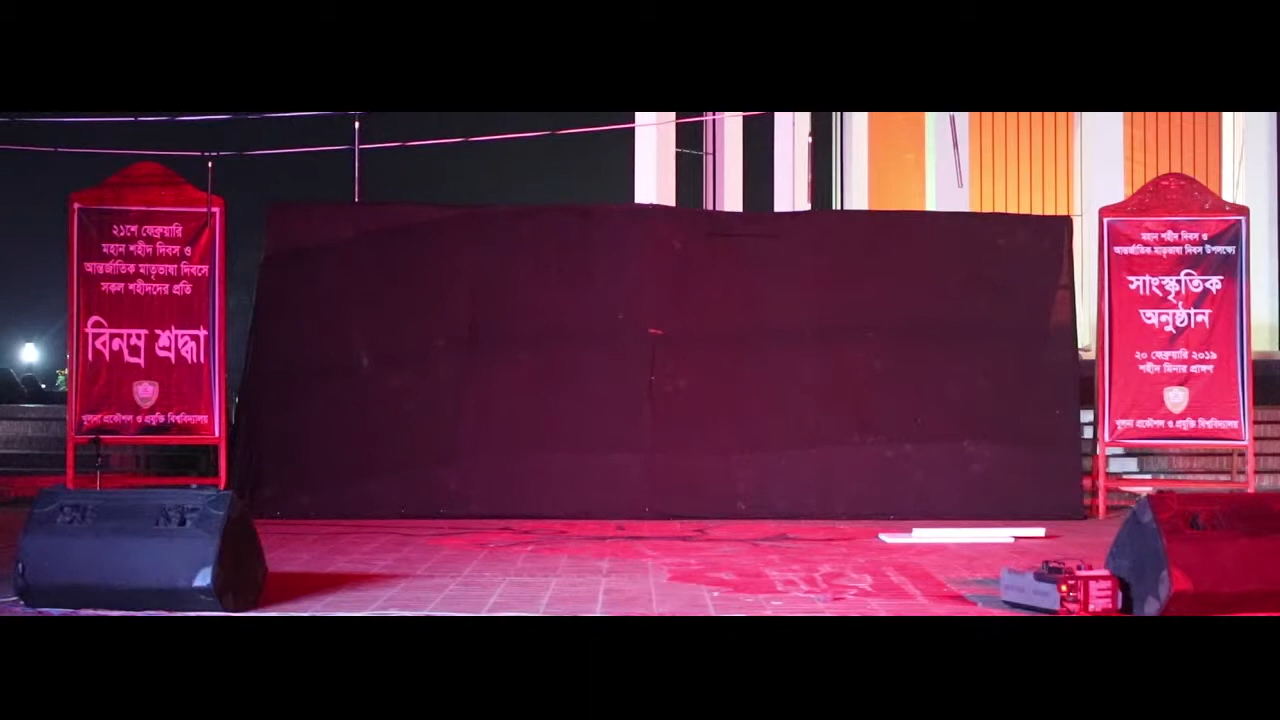 ২১শে ফেব্রুয়ারি
মহান শহীদ দিবস ও
আন্তর্জাতিক মাতৃভাষা দিবসে
সকল শহীদদের প্রতি
বিনম্র শ্রদ্ধা
খুলনা প্রকৌশল ও প্রযুক্তি বিশ্ববিদ্যালয়
মহান শহীদ দিবস ও
আন্তর্জাতিক মাতৃভাষা দিবস উপলক্ষ্যে
সাংস্কৃতিক
অনুষ্ঠান
২০ ফেব্রুয়ারি ২০১৯
শহীদ মিনার প্রাঙ্গণ
খুলনা প্রকৌশল ও প্রযুক্তি বিশ্ববিদ্যালয়